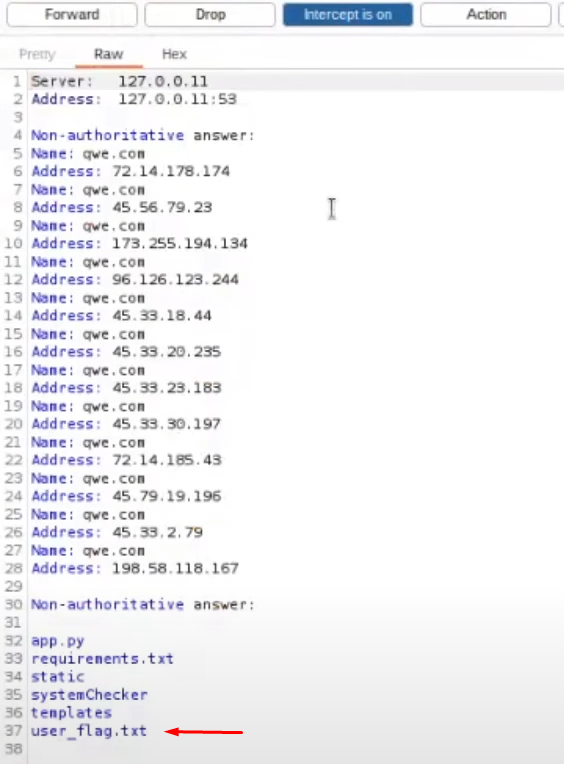 Forward Drop Intercept is on Action
Pretty Raw Hex
1 Server: 127.0.0.11
2 Address: 127.0.0.11:53
3
4 Non-authoritative answer:
5 Name: qwe.com
6 Address: 72.14.178.174
7 Name: qwe.com
8 Address: 45.56.79.23
9 Name: qwe.com
10 Address: 173.255.194.134
11 Name: qwe.com
12 Address: 96.126.123.244
13 Name: qwe.com
14 Address: 45.33.18.44
15 Name: qwe.com
16 Address: 45.33.20.235
17 Name: qwe.com
18 Address: 45.33.23.183
19 Name: qwe.com
20 Address: 45.33.30.197
21 Name: qwe.com
22 Address: 72.14.185.43
23 Name: qwe.com
24 Address: 45.79.19.196
25 Name: qwe.com
26 Address: 45.33.2.79
27 Name: qwe.com
28 Address: 198.58.118.167
29
30 Non-authoritative answer:
31
32 app.py
33 requirements.txt
34 static
35 systemChecker
36 templates
37 user_flag.txt
38